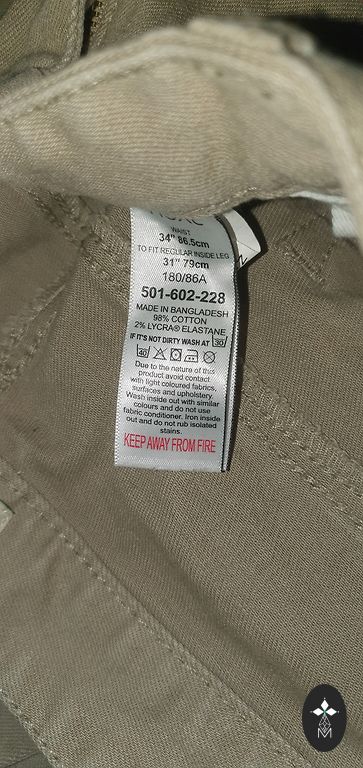 WAIST
34" 86.5cm
TO FIT REGULAR INSIDE LEG
31" 79cm
180/86A
501-602-228
MADE IN BANGLADESH
98% COTTON
2% LYCRA® ELASTANE
IF IT'S NOT DIRTY WASH AT 30
40
Due to the nature of this
product avoid contact
with light coloured fabrics,
surfaces and upholstery.
Wash inside out with similar
colours and do not use
fabric conditioner. Iron inside
out and do not rub isolated
stains.
KEEP AWAY FROM FIRE
M